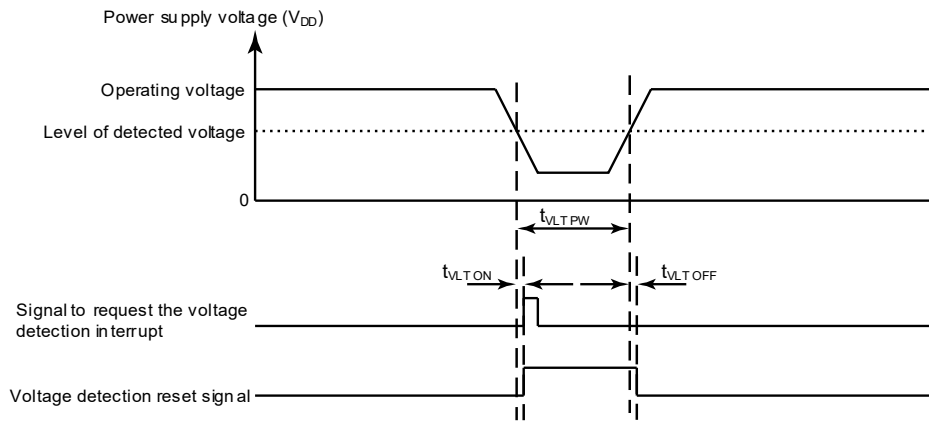 Power supply voltage (VDD)
Operating voltage
Level of detected voltage
0
tVLTPW
tVLTON
tVLTOFF
Signal to request the voltage
detection interrupt
Voltage detection reset signal